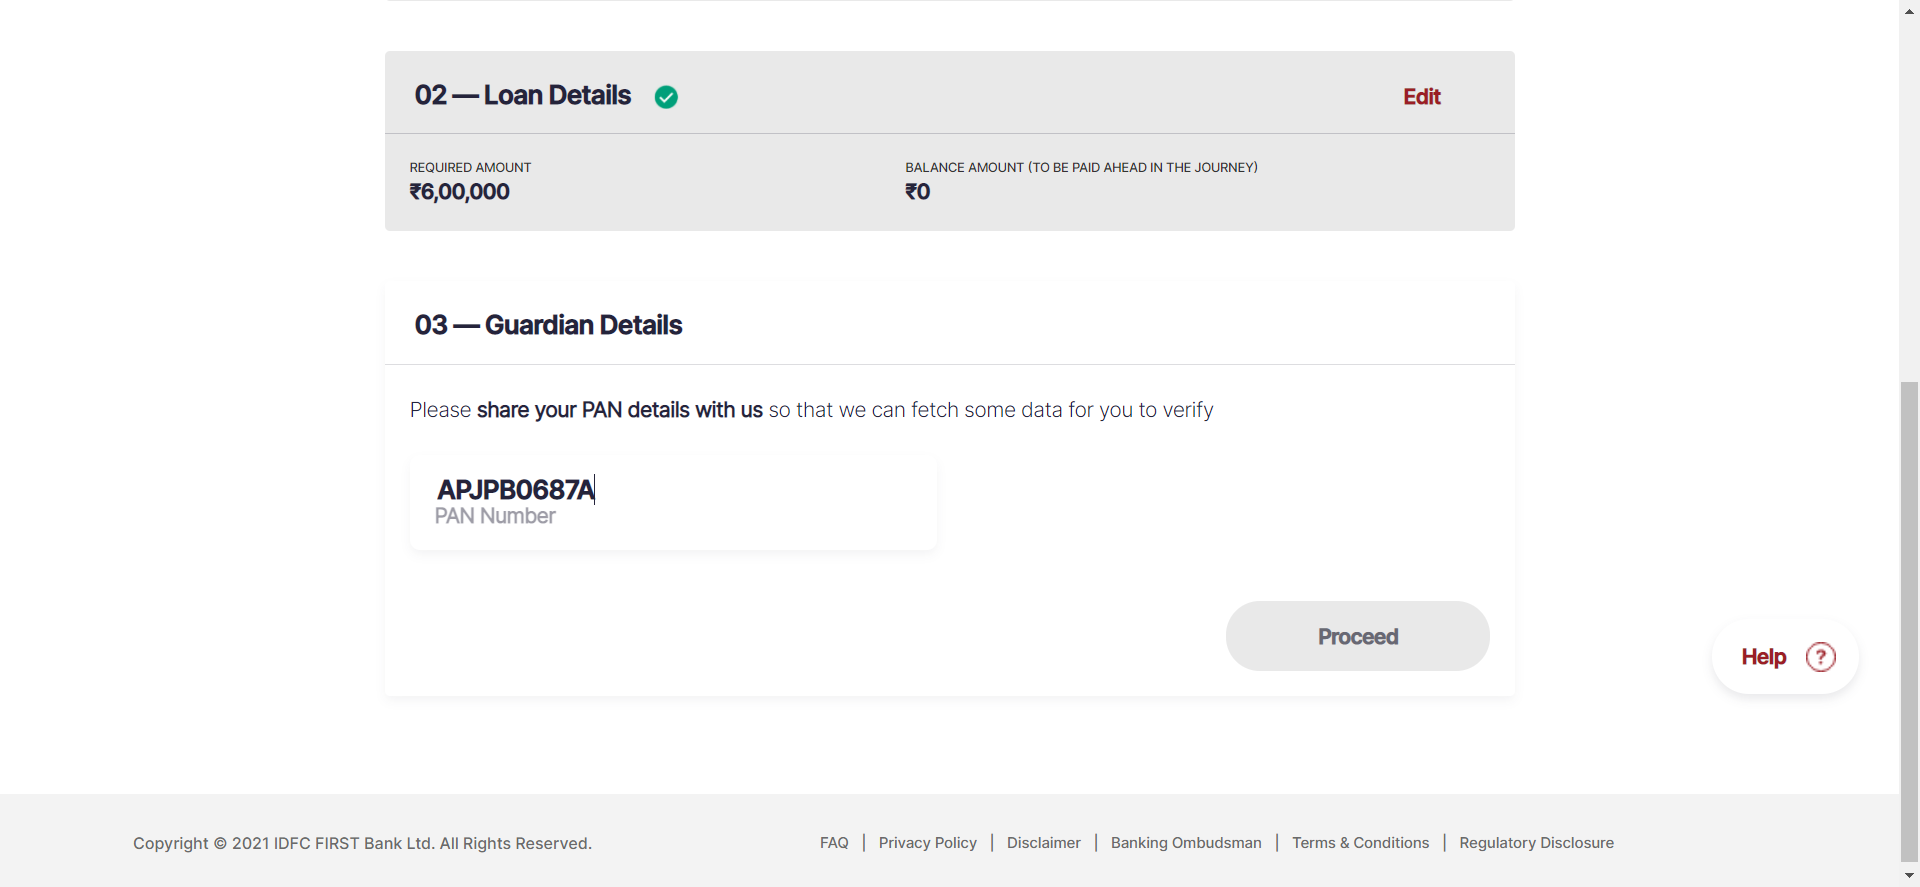 02 — Loan Details
Edit
REQUIRED AMOUNT
BALANCE AMOUNT (TO BE PAID AHEAD IN THE JOURNEY)
₹6,00,000
₹0
03 — Guardian Details
Please share your PAN details with us so that we can fetch some data for you to verify
APJPB0687A
PAN Number
Proceed
Help ?
Copyright © 2021 IDFC FIRST Bank Ltd. All Rights Reserved.
FAQ | Privacy Policy | Disclaimer | Banking Ombudsman | Terms & Conditions | Regulatory Disclosure